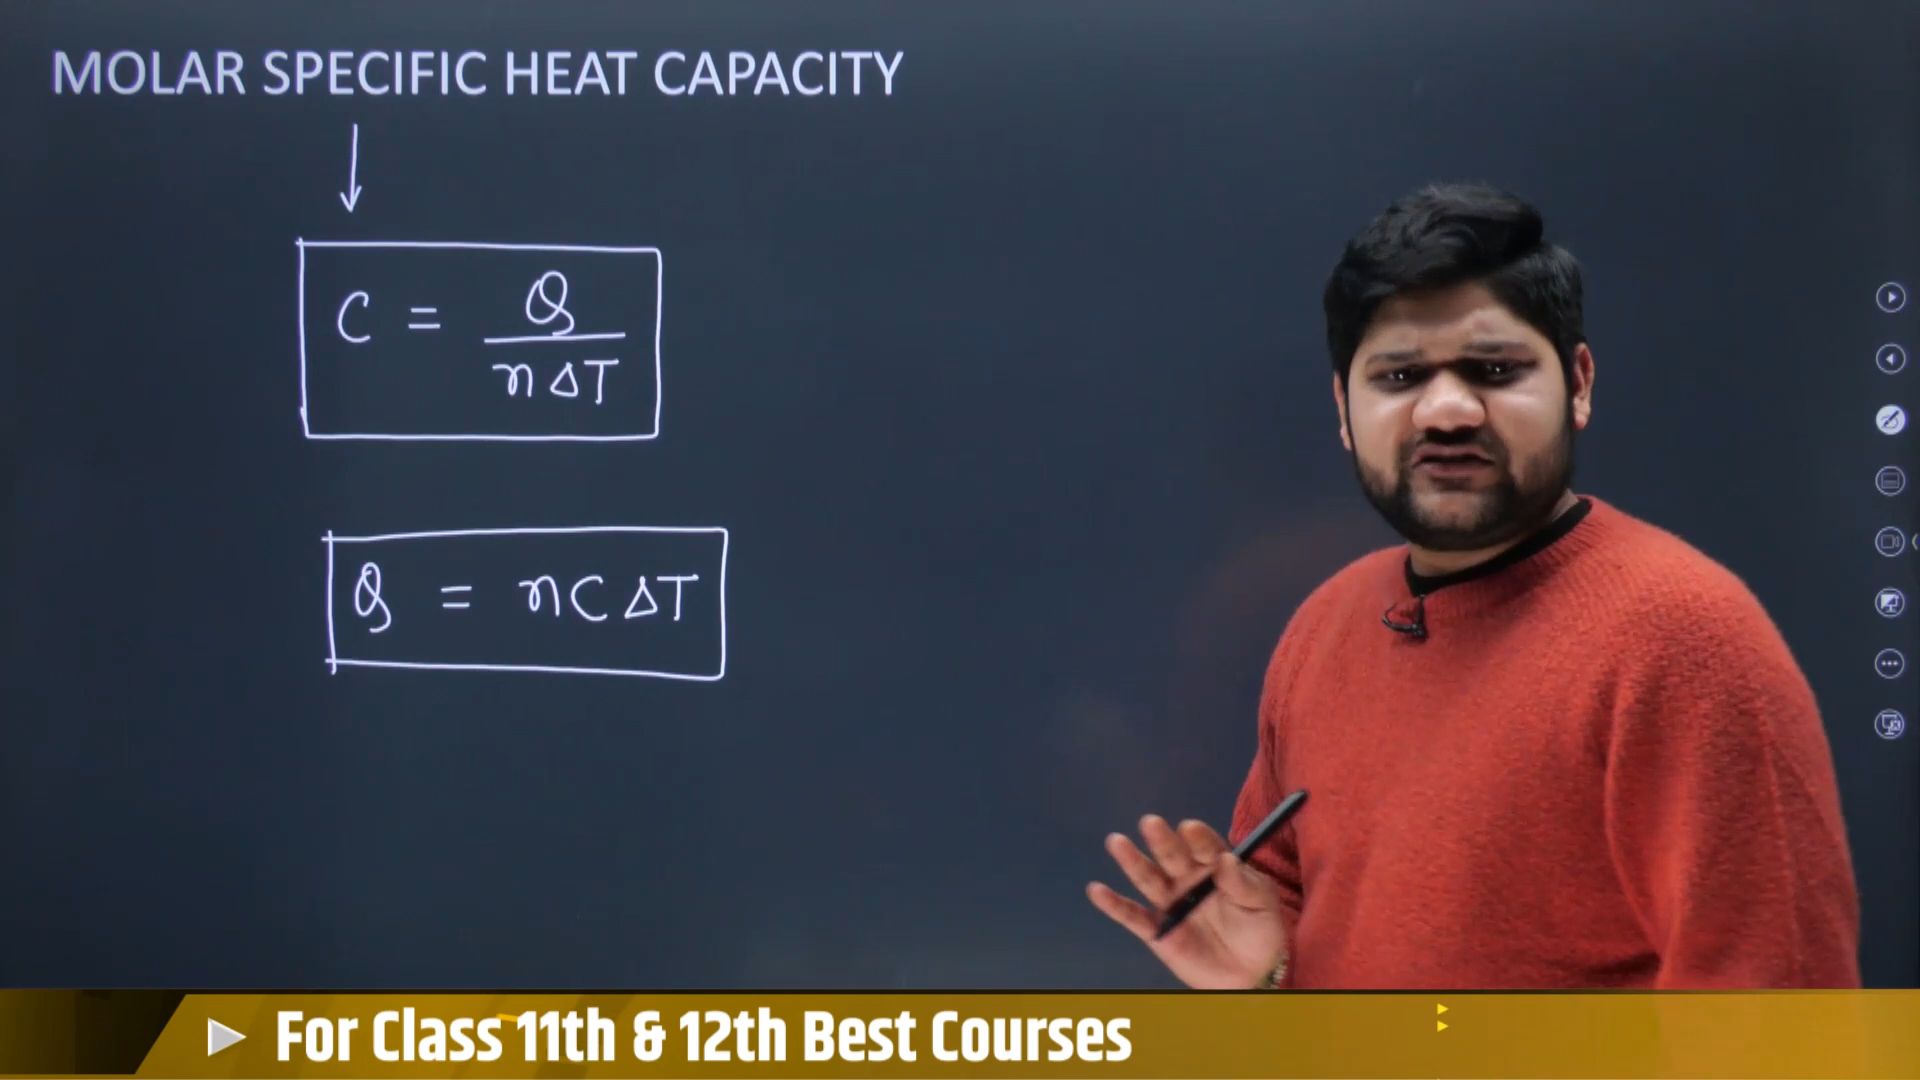 MOLAR SPECIFIC HEAT CAPACITY
C = Q / nΔT
Q = nCΔT
For Class 11th & 12th Best Courses